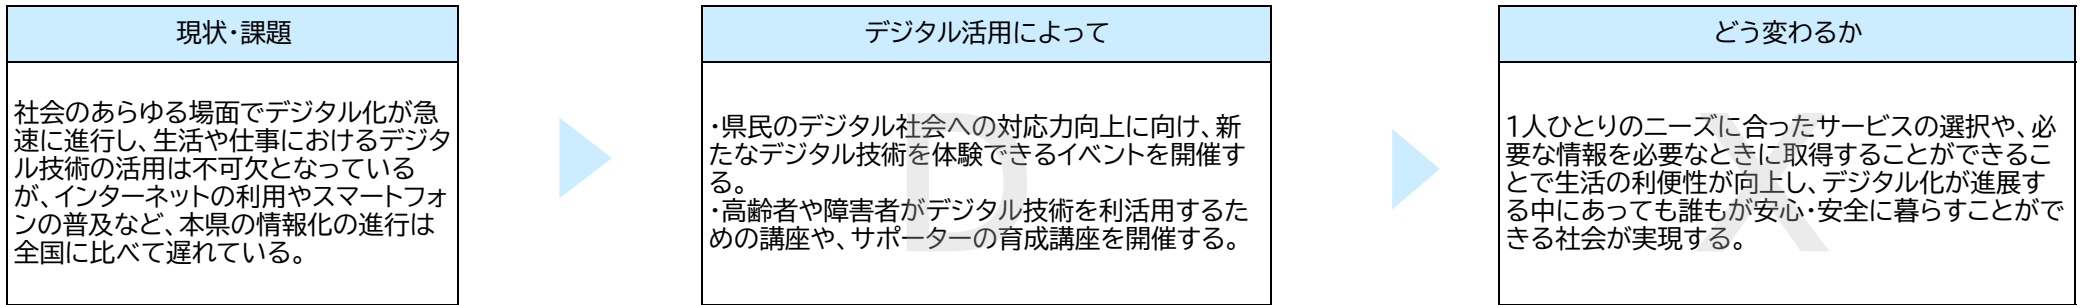 現状・課題
社会のあらゆる場面でデジタル化が急
速に進行し、生活や仕事におけるデジタ
ル技術の活用は不可欠となっている
が、インターネットの利用やスマートフォ
ンの普及など、本県の情報化の進行は
全国に比べて遅れている。
デジタル活用によって
D
・県民のデジタル社会への対応力向上に向け、新
たなデジタル技術を体験できるイベントを開催す
る。
・高齢者や障害者がデジタル技術を利活用するた
めの講座や、サポーターの育成講座を開催する。
どう変わるか
X
1人ひとりのニーズに合ったサービスの選択や、必
要な情報を必要なときに取得することができるこ
とで生活の利便性が向上し、デジタル化が進展す
る中にあっても誰もが安心・安全に暮らすことがで
きる社会が実現する。